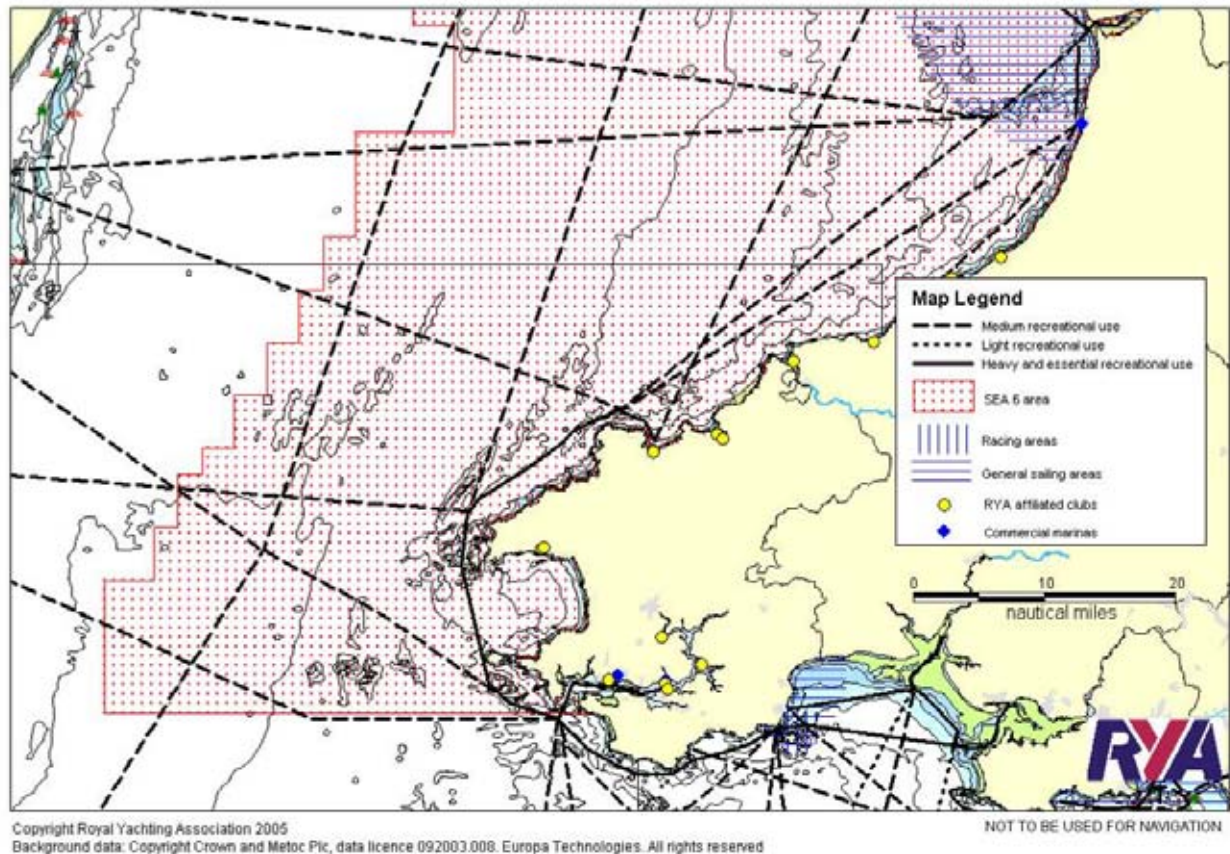 Map Legend
Medium recreational use
Light recreational use
Heavy and essential recreational use
SEA 6 area
Racing areas
General sailing areas
RYA affiliated clubs
Commercial marinas
0 10 20
nautical miles
RYA
Copyright Royal Yachting Association 2005
NOT TO BE USED FOR NAVIGATION.
Background data: Copyright Crown and Metoc Plc, data licence 092003.008. Europa Technologies. All rights reserved